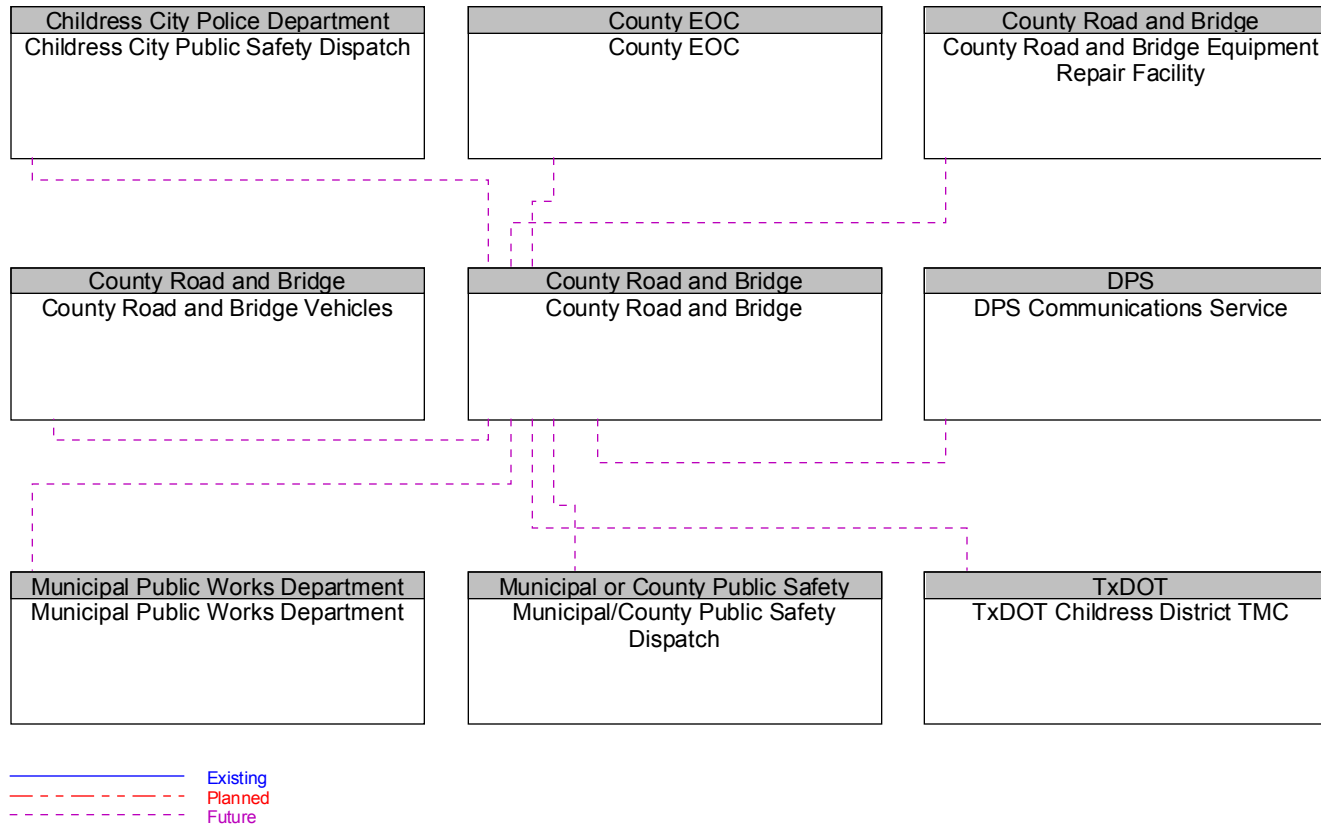 Childress City Police Department
Childress City Public Safety Dispatch
County EOC
County EOC
County Road and Bridge
County Road and Bridge Equipment
Repair Facility
County Road and Bridge
County Road and Bridge Vehicles
County Road and Bridge
County Road and Bridge
DPS
DPS Communications Service
Municipal Public Works Department
Municipal Public Works Department
Municipal or County Public Safety
Municipal/County Public Safety
Dispatch
TxDOT
TxDOT Childress District TMC
Existing
Planned
Future